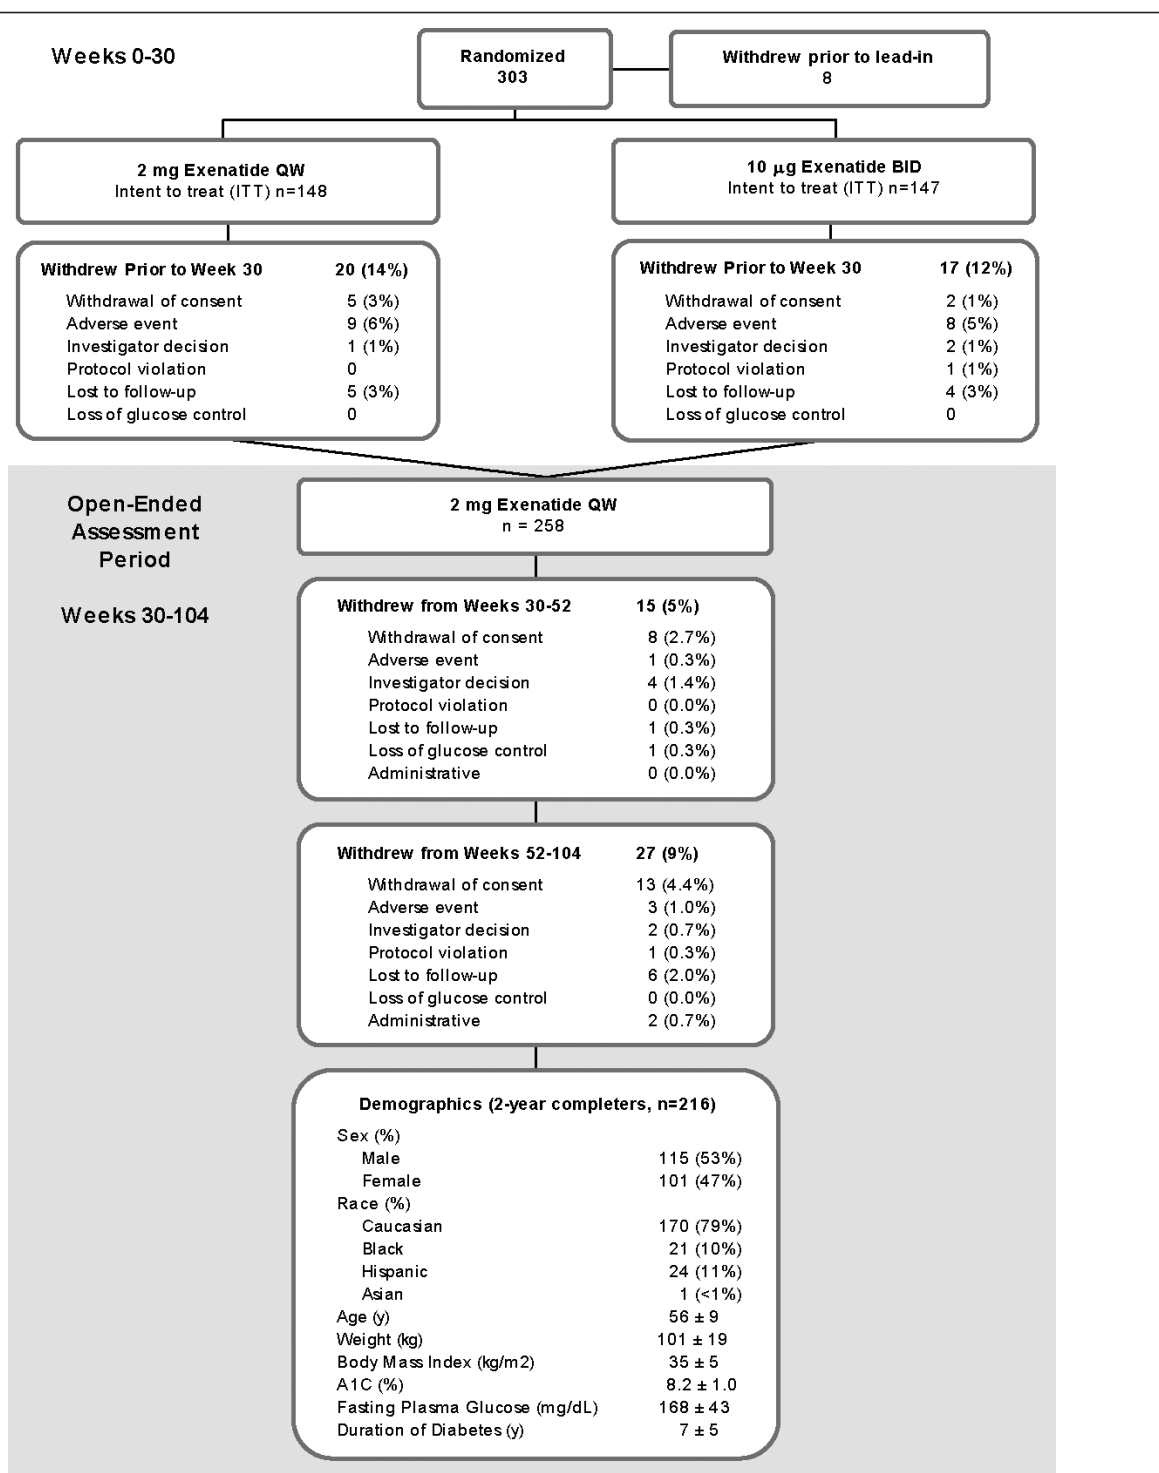 Weeks 0-30
Randomized
303
Withdrew prior to lead-in
8
2 mg Exenatide QW
Intent to treat (ITT) n=148
10 μg Exenatide BID
Intent to treat (ITT) n=147
Withdrew Prior to Week 30 20 (14%)
Withdrawal of consent 5 (3%)
Adverse event 9 (6%)
Investigator decision 1 (1%)
Protocol violation 0
Lost to follow-up 5 (3%)
Loss of glucose control 0
Withdrew Prior to Week 30 17 (12%)
Withdrawal of consent 2 (1%)
Adverse event 8 (5%)
Investigator decision 2 (1%)
Protocol violation 1 (1%)
Lost to follow-up 4 (3%)
Loss of glucose control 0
Open-Ended
Assessment
Period
Weeks 30-104
2 mg Exenatide QW
n = 258
Withdrew from Weeks 30-52 15 (5%)
Withdrawal of consent 8 (2.7%)
Adverse event 1 (0.3%)
Investigator decision 4 (1.4%)
Protocol violation 0 (0.0%)
Lost to follow-up 1 (0.3%)
Loss of glucose control 1 (0.3%)
Administrative 0 (0.0%)
Withdrew from Weeks 52-104 27 (9%)
Withdrawal of consent 13 (4.4%)
Adverse event 3 (1.0%)
Investigator decision 2 (0.7%)
Protocol violation 1 (0.3%)
Lost to follow-up 6 (2.0%)
Loss of glucose control 0 (0.0%)
Administrative 2 (0.7%)
Demographics (2-year completers, n=216)
Sex (%)
Male 115 (53%)
Female 101 (47%)
Race (%)
Caucasian 170 (79%)
Black 21 (10%)
Hispanic 24 (11%)
Asian 1 (<1%)
Age (y) 56 ± 9
Weight (kg) 101 ± 19
Body Mass Index (kg/m2) 35 ± 5
A1C (%) 8.2 ± 1.0
Fasting Plasma Glucose (mg/dL) 168 ± 43
Duration of Diabetes (y) 7 ± 5